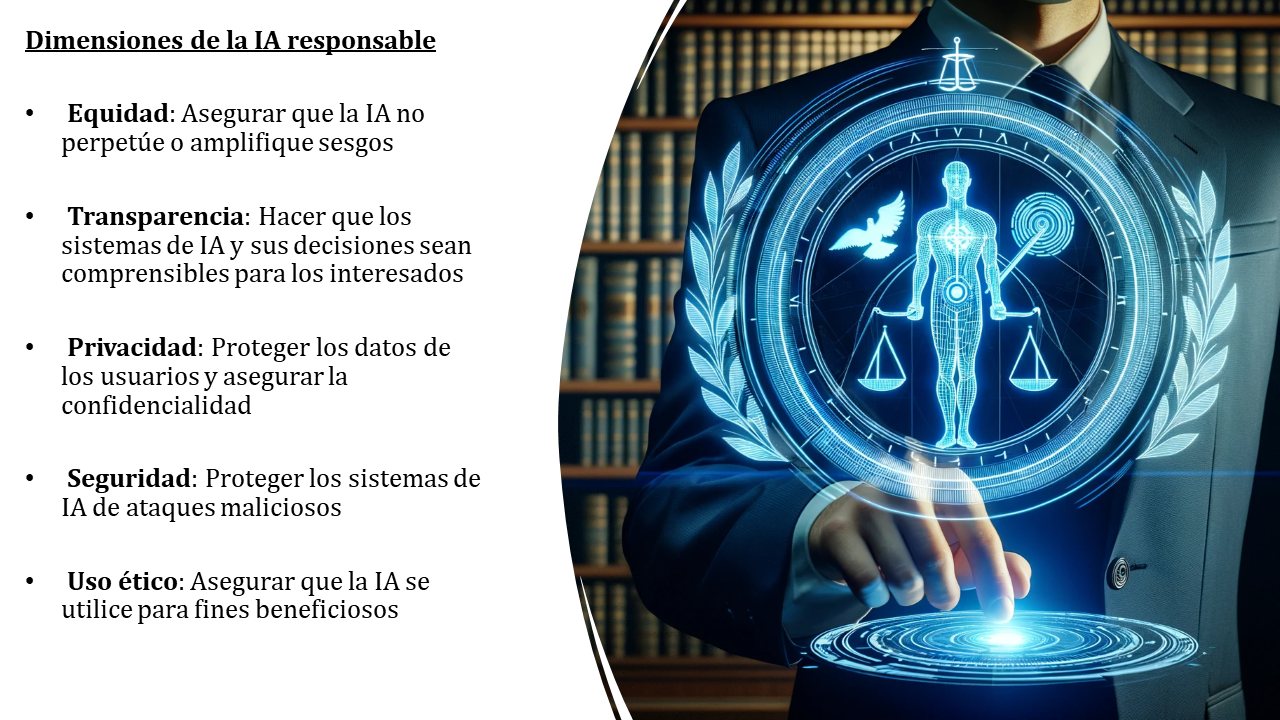 Dimensiones de la IA responsable
• Equidad: Asegurar que la IA no
perpetúe o amplifique sesgos
• Transparencia: Hacer que los
sistemas de IA y sus decisiones sean
comprensibles para los interesados
• Privacidad: Proteger los datos de
los usuarios y asegurar la
confidencialidad
• Seguridad: Proteger los sistemas de
IA de ataques maliciosos
• Uso ético: Asegurar que la IA se
utilice para fines beneficiosos